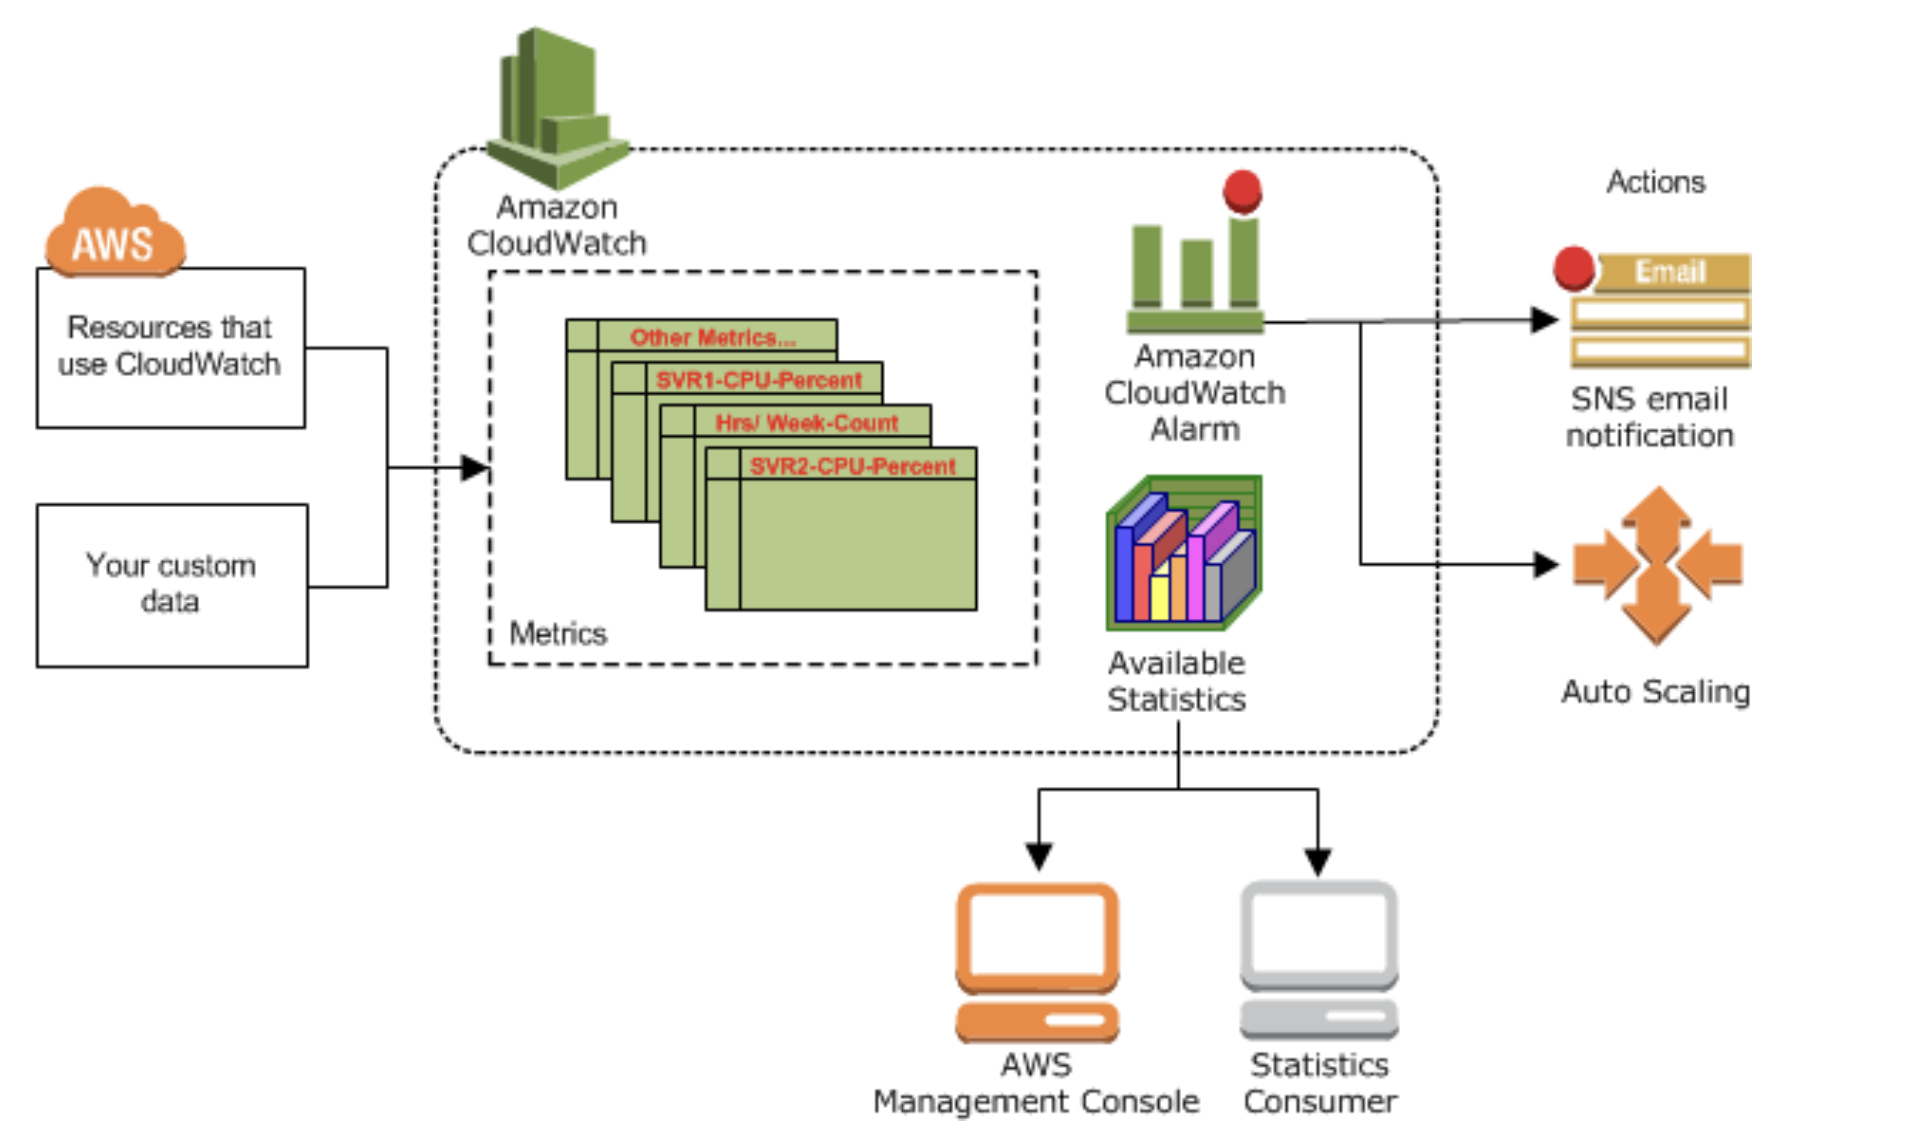 AWS
Resources that
use CloudWatch
Your custom
data
Amazon
CloudWatch
Other Metrics...
SVR1-CPU-Percent
Hrs/ Week-Count
SVR2-CPU-Percent
Metrics
Amazon
CloudWatch
Alarm
Available
Statistics
Actions
Email
SNS email
notification
Auto Scaling
AWS
Management Console
Statistics
Consumer